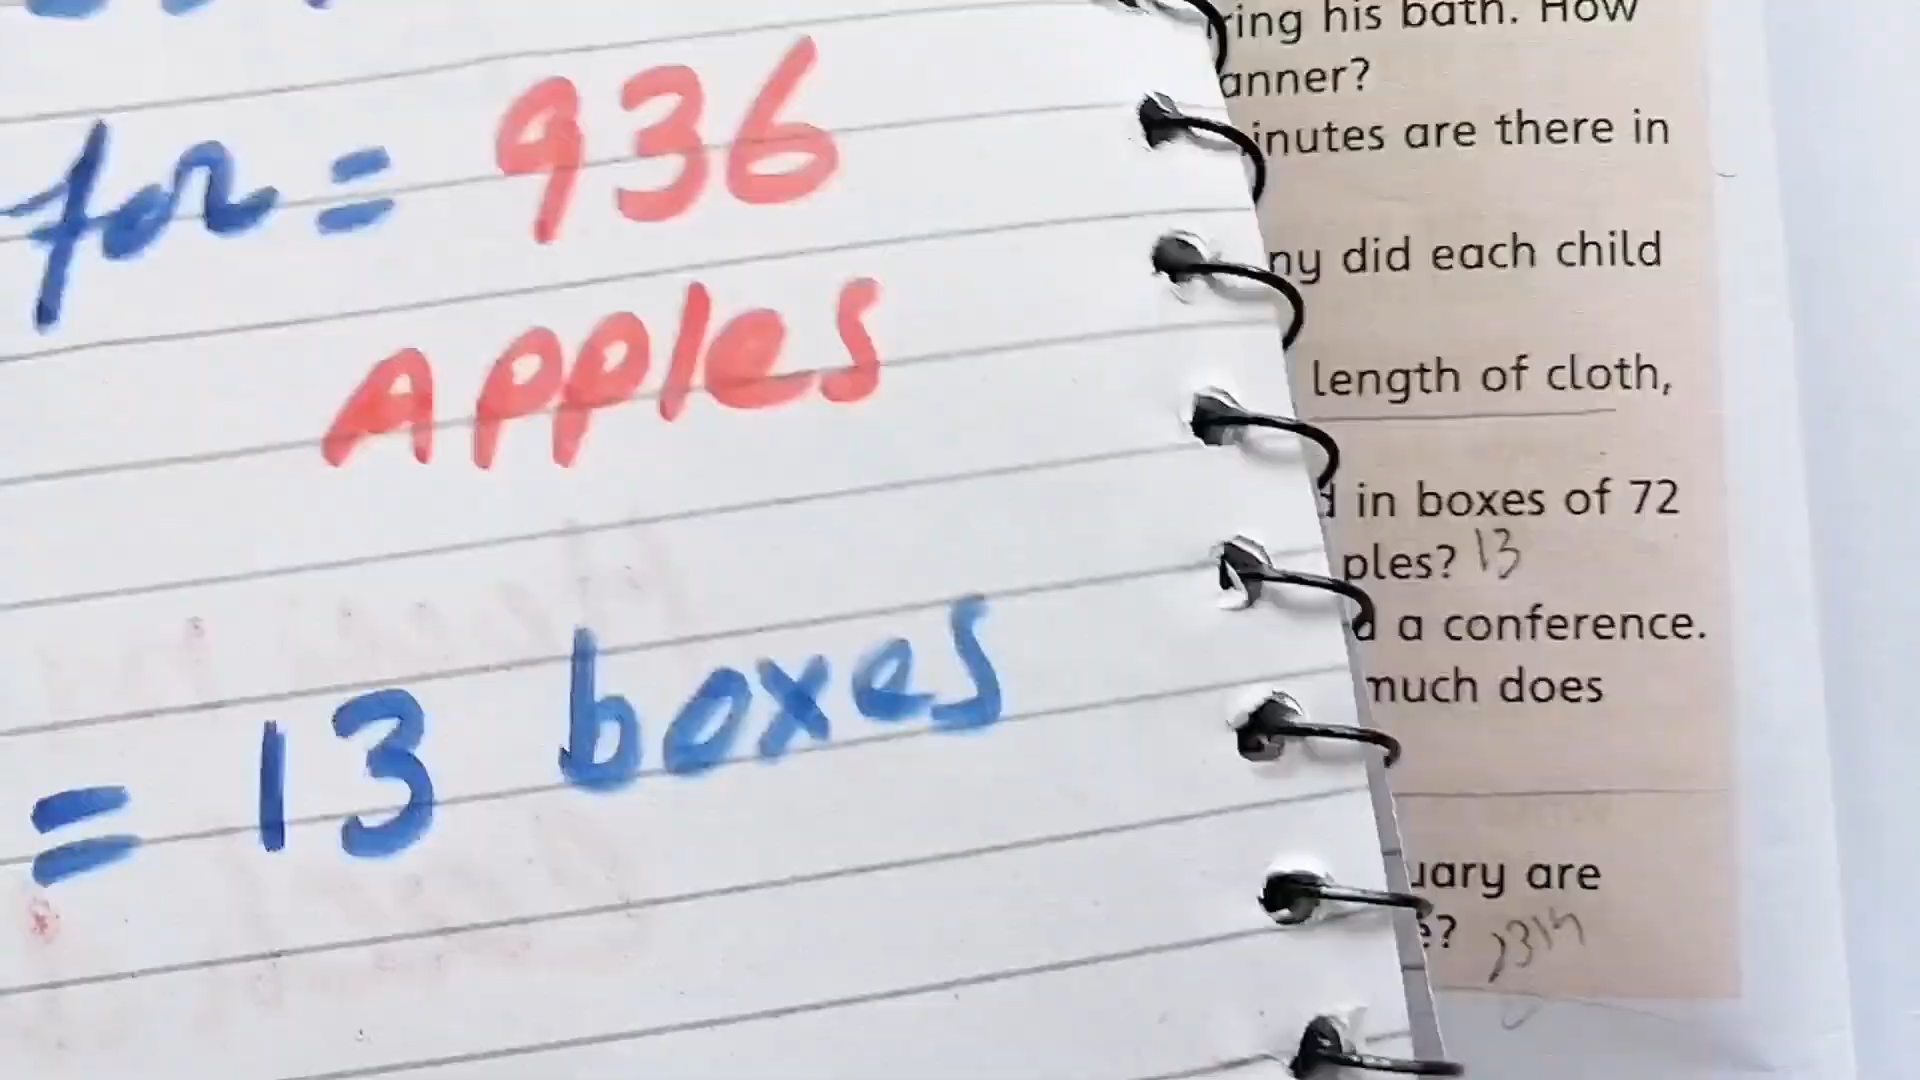 for = 936
Apples
= 13 boxes
ring his bath. How
anner?
inutes are there in
ny did each child
length of cloth,
d in boxes of 72
ples? 13
a conference.
much does
uary are
e?